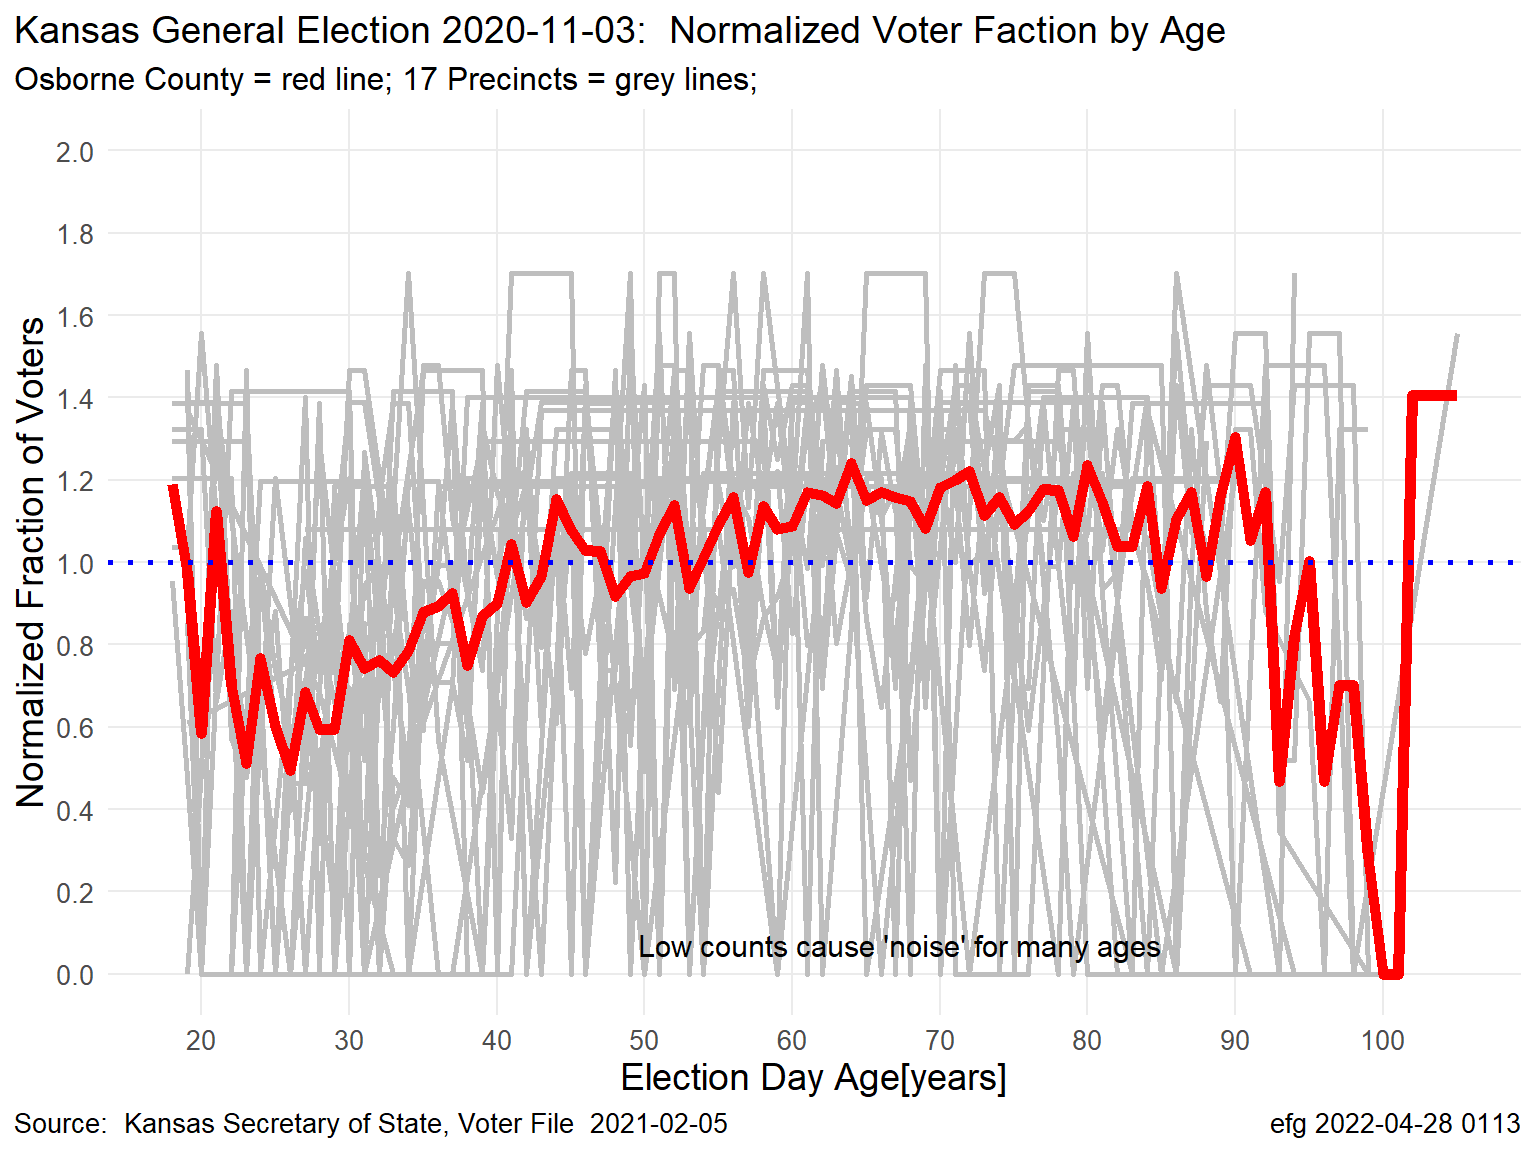 Kansas General Election 2020-11-03:  Normalized Voter Faction by Age
Osborne County = red line; 17 Precincts = grey lines;
Normalized Fraction of Voters
2.0
1.8
1.6
1.4
1.2
1.0
0.8
0.6
0.4
0.2
0.0
Low counts cause 'noise' for many ages
20 30 40 50 60 70 80 90 100
Election Day Age[years]
Source:  Kansas Secretary of State, Voter File  2021-02-05
efg 2022-04-28 0113